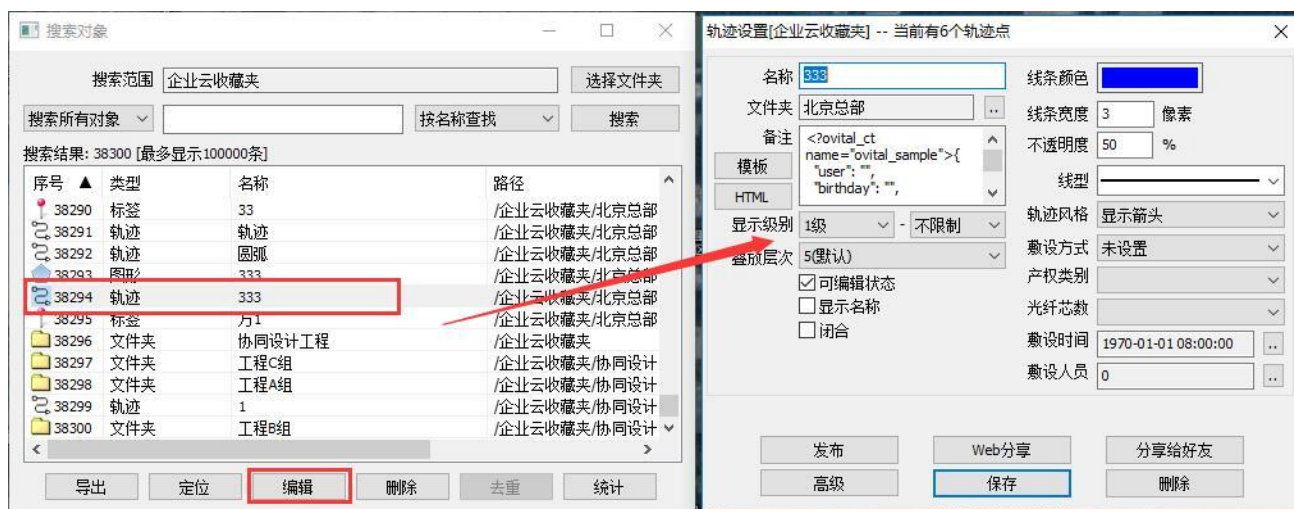 搜索对象
搜索范围 企业云收藏夹 选择文件夹
搜索所有对象 按名称查找 搜索
搜索结果: 38300 [最多显示100000条]
序号 类型 名称 路径
38290 标签 33 /企业云收藏夹/北京总部
38291 轨迹 轨迹 /企业云收藏夹/北京总部
38292 轨迹 圆弧 /企业云收藏夹/北京总部
38293 图形 333 /企业云收藏夹/北京总部
38294 轨迹 333 /企业云收藏夹/北京总部
38295 标签 万1 /企业云收藏夹/北京总部
38296 文件夹 协同设计工程 /企业云收藏夹
38297 文件夹 工程C组 /企业云收藏夹/协同设计
38298 文件夹 工程A组 /企业云收藏夹/协同设计
38299 轨迹 1 /企业云收藏夹/协同设计
38300 文件夹 工程B组 /企业云收藏夹/协同设计
导出 定位 编辑 删除 去重 统计
轨迹设置[企业云收藏夹] -- 当前有6个轨迹点
名称 333
文件夹 北京总部 ..
备注 <?ovital_ct
name="ovital_sample">{
"user": "",
"birthday": "",
模板
HTML
显示级别 1级 - 不限制
叠放层次 5(默认)
可编辑状态
显示名称
闭合
线条颜色
线条宽度 3 像素
不透明度 50 %
线型
轨迹风格 显示箭头
敷设方式 未设置
产权类别
光纤芯数
敷设时间 1970-01-01 08:00:00 ..
敷设人员 0 ..
发布 Web分享 分享给好友
高级 保存 删除